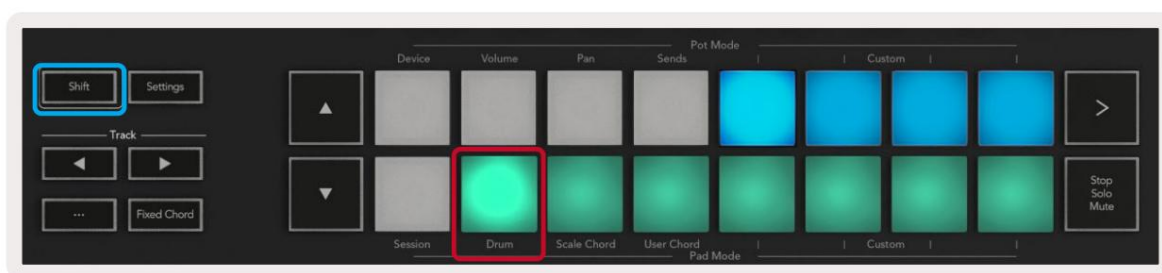 Pot Mode
Device Volume Pan Sends Custom
Shift Settings
Track
... Fixed Chord
Stop
Solo
Mute
Session Drum Scale Chord User Chord Custom
Pad Mode